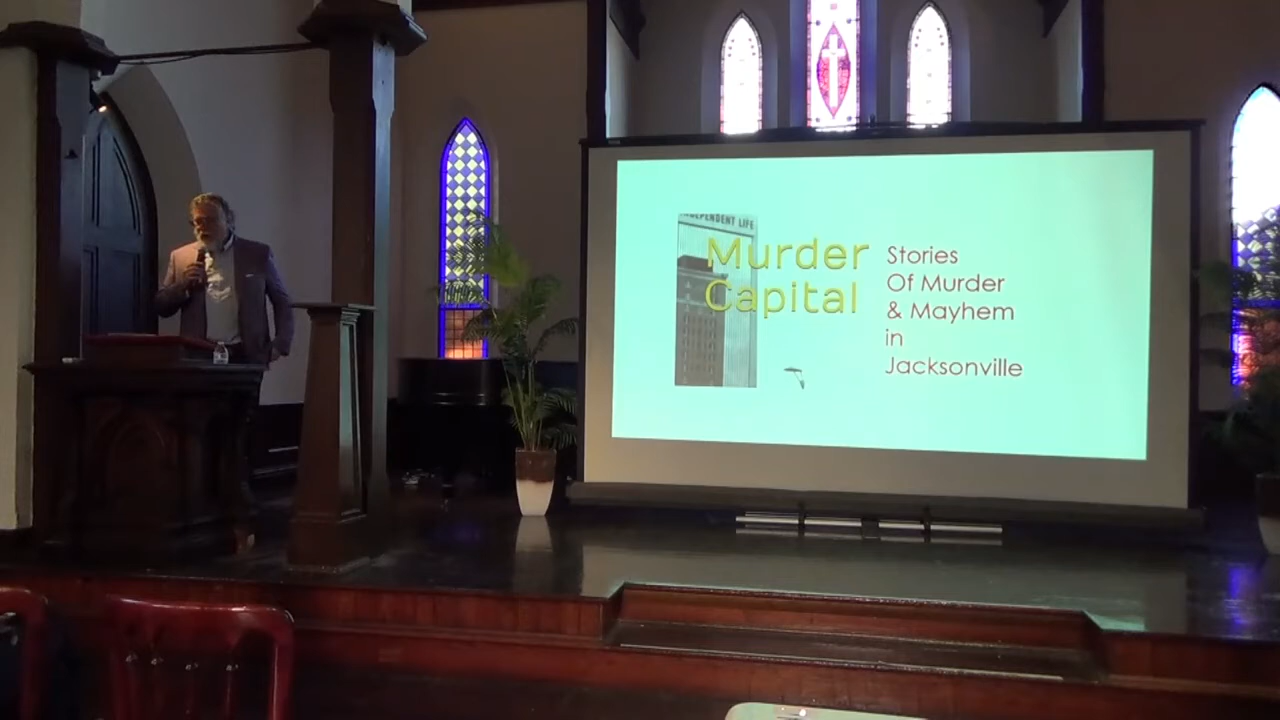 INDEPENDENT LIFE
Murder
Capital
Stories
Of Murder
& Mayhem
in
Jacksonville